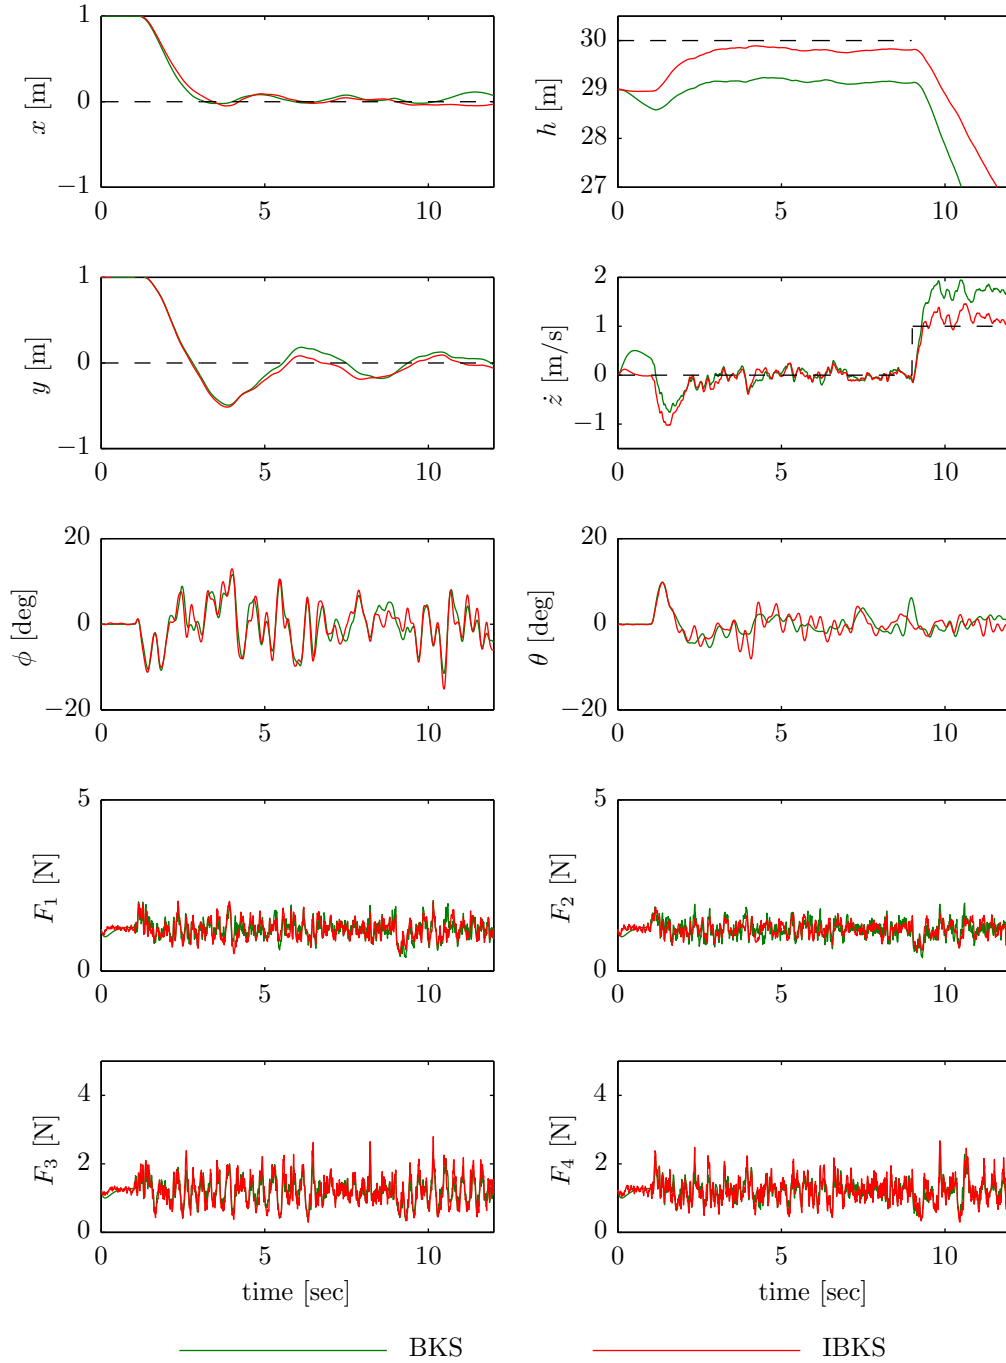 1
0
−1
x [m]
0 5 10
30
29
28
27
h [m]
0 5 10
1
0
−1
y [m]
0 5 10
2
1
0
−1
ż [m/s]
0 5 10
20
0
−20
ϕ [deg]
0 5 10
20
0
−20
θ [deg]
0 5 10
5
0
F₁ [N]
0 5 10
5
0
F₂ [N]
0 5 10
4
2
0
F₃ [N]
0 5 10
time [sec]
4
2
0
F₄ [N]
0 5 10
time [sec]
BKS IBKS